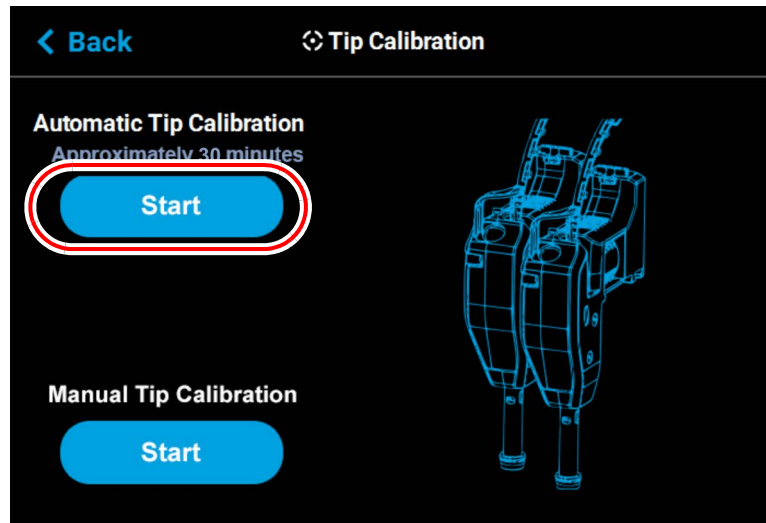 Back
Tip Calibration
Automatic Tip Calibration
Approximately 30 minutes
Start
Manual Tip Calibration
Start